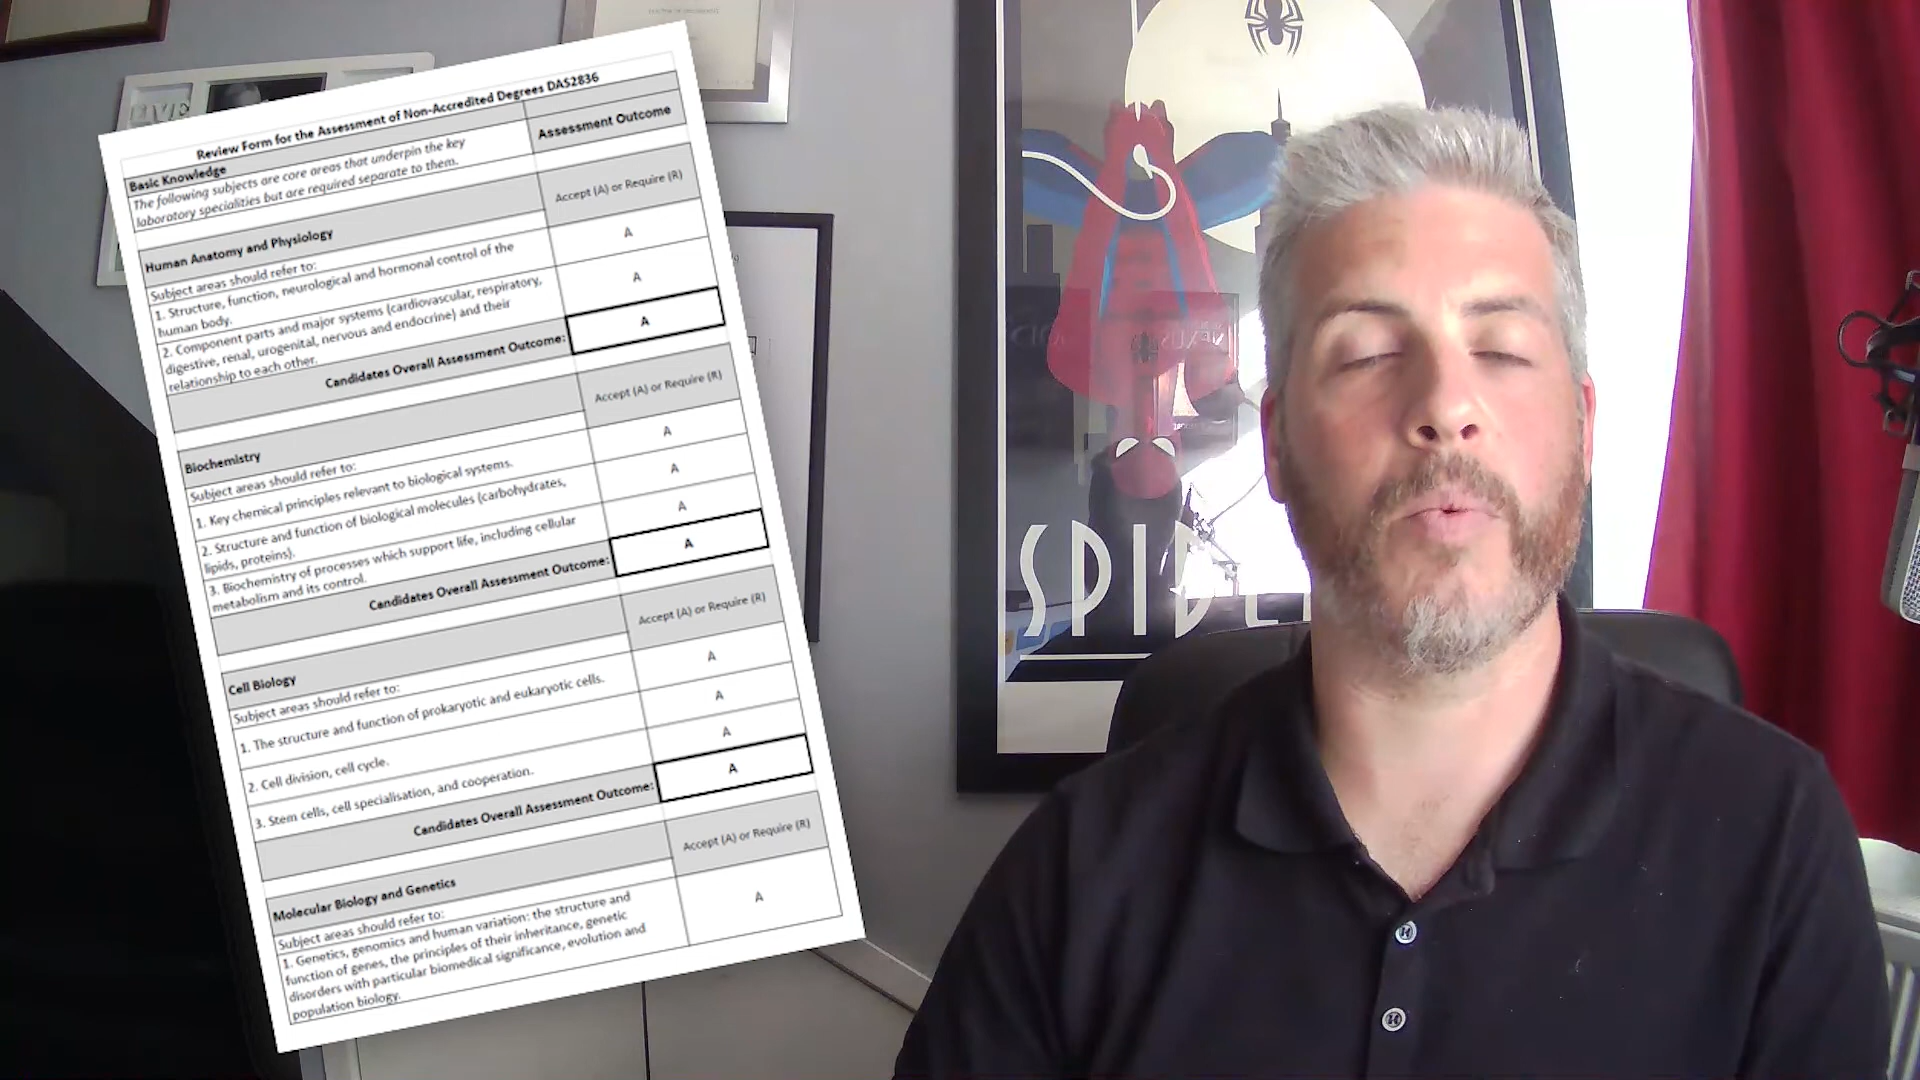 Review Form for the Assessment of Non-Accredited Degrees DAS2836
Basic Knowledge
The following subjects are core areas that underpin the key
laboratory specialities but are required separate to them.
Assessment Outcome
Human Anatomy and Physiology
Accept (A) or Require (R)
Subject areas should refer to:
1. Structure, function, neurological and hormonal control of the
human body.
A
2. Component parts and major systems (cardiovascular, respiratory,
digestive, renal, urogenital, nervous and endocrine) and their
relationship to each other.
A
Candidates Overall Assessment Outcome:
A
Biochemistry
Accept (A) or Require (R)
Subject areas should refer to:
1. Key chemical principles relevant to biological systems.
A
2. Structure and function of biological molecules (carbohydrates,
lipids, proteins).
A
3. Biochemistry of processes which support life, including cellular
metabolism and its control.
A
Candidates Overall Assessment Outcome:
A
Cell Biology
Accept (A) or Require (R)
Subject areas should refer to:
1. The structure and function of prokaryotic and eukaryotic cells.
A
2. Cell division, cell cycle.
A
3. Stem cells, cell specialisation, and cooperation.
A
Candidates Overall Assessment Outcome:
A
Molecular Biology and Genetics
Accept (A) or Require (R)
Subject areas should refer to:
1. Genetics, genomics and human variation: the structure and
function of genes, the principles of their inheritance, genetic
disorders with particular biomedical significance, evolution and
population biology.
A
SPIDE